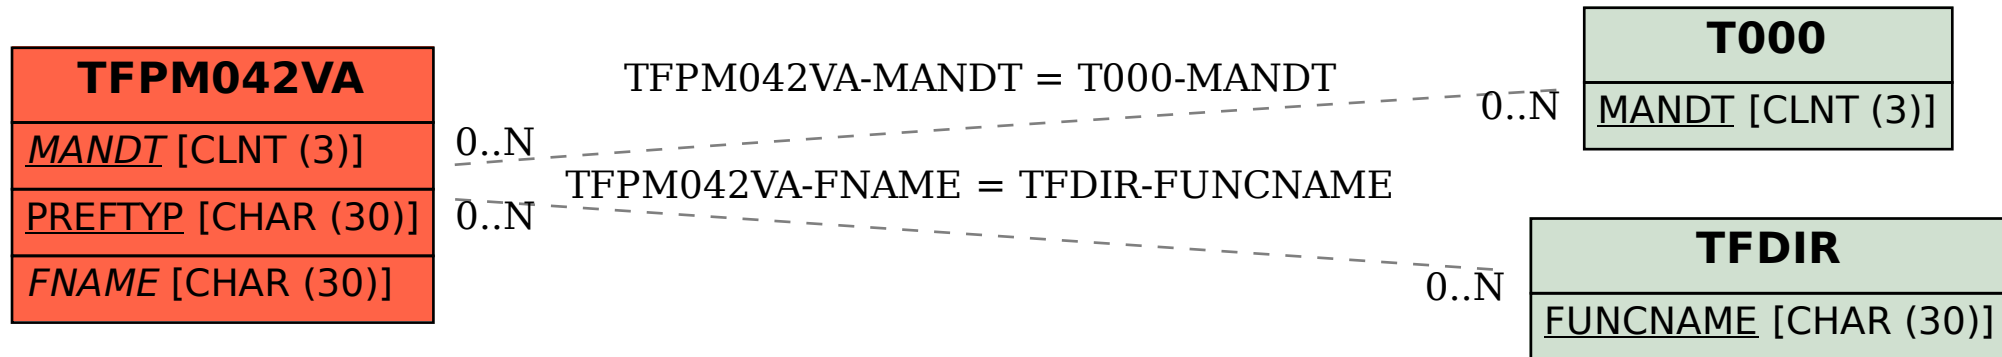 TFPM042VA
MANDT [CLNT (3)]
PREFTYP [CHAR (30)]
FNAME [CHAR (30)]
TFPM042VA-MANDT = T000-MANDT
0..N
0..N
TFPM042VA-FNAME = TFDIR-FUNCNAME
0..N
0..N
T000
MANDT [CLNT (3)]
TFDIR
FUNCNAME [CHAR (30)]